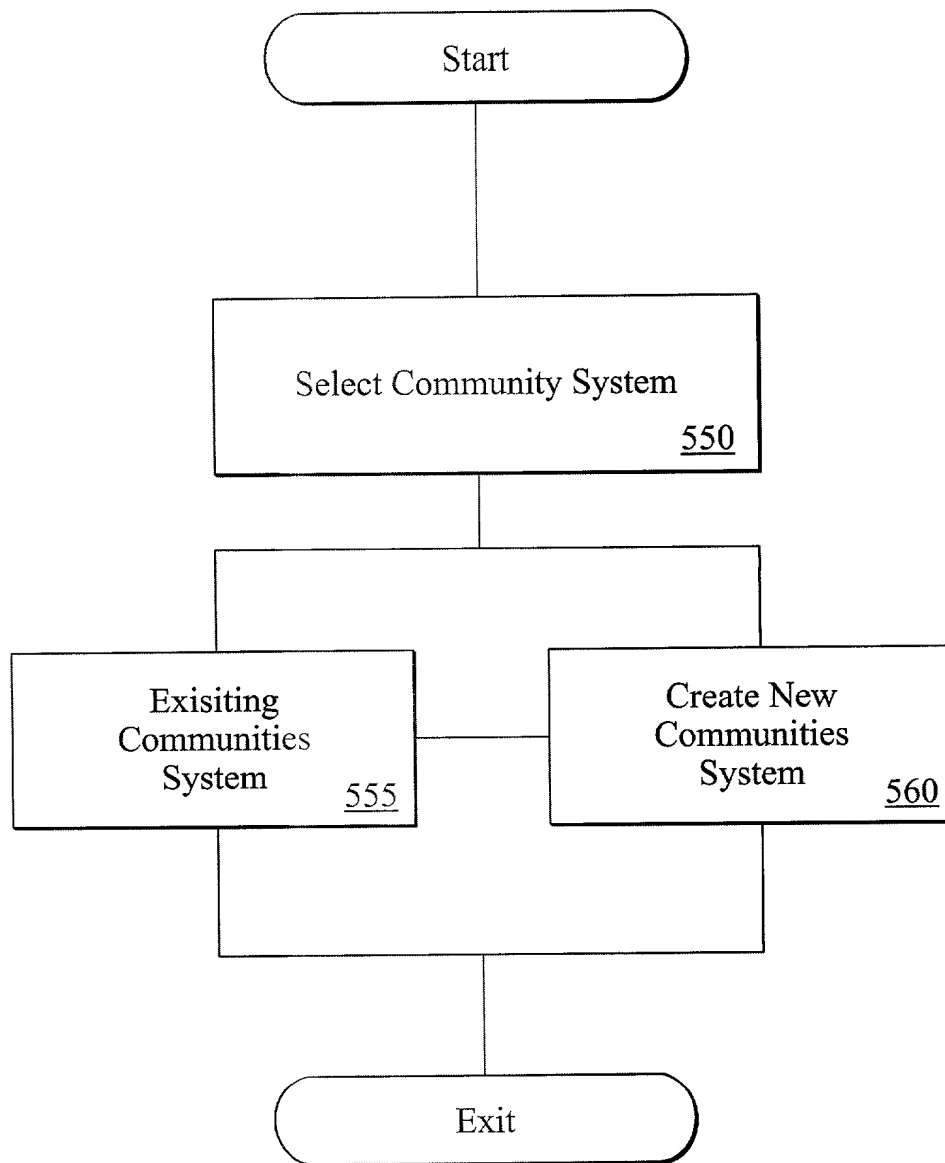 Start
Select Community System
550
Exisiting
Communities
System
555
Create New
Communities
System
560
Exit